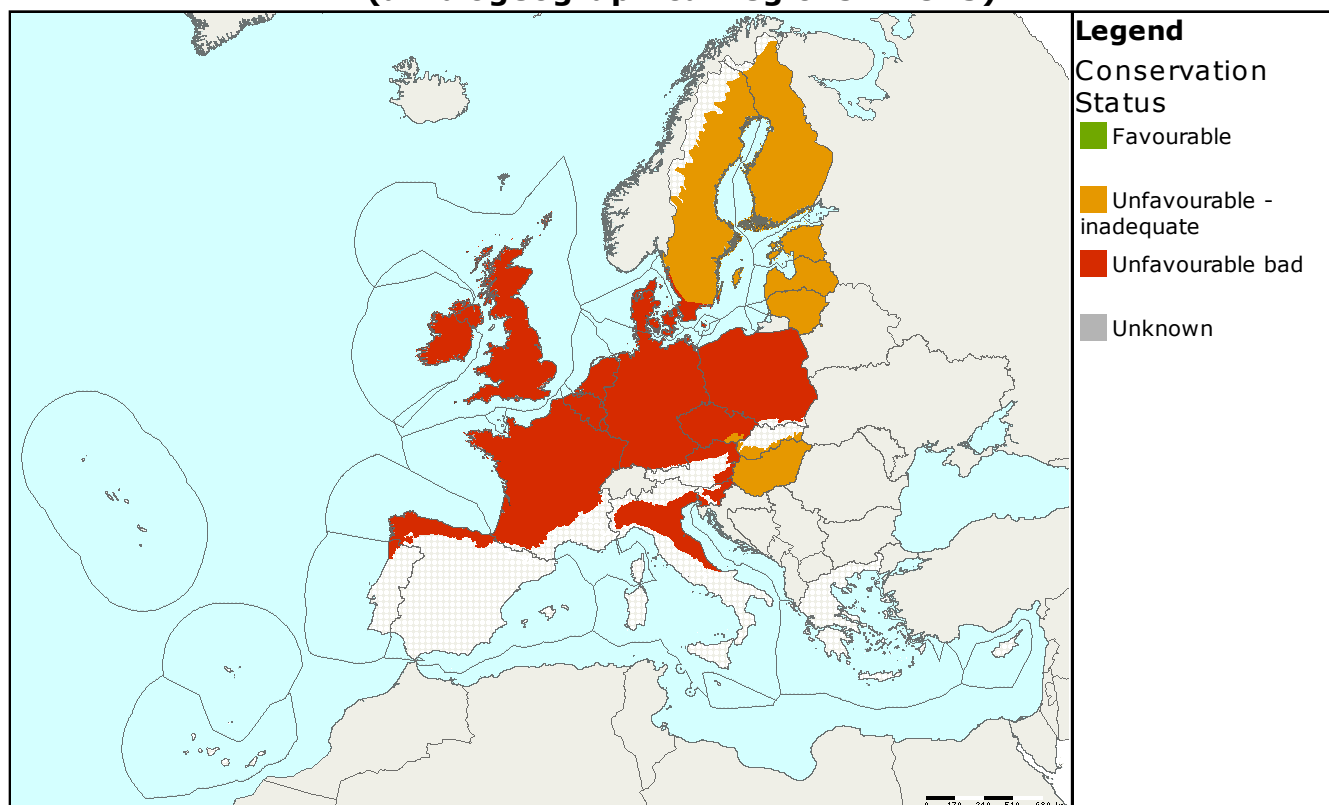 Legend
Conservation
Status
Favourable
Unfavourable -
inadequate
Unfavourable bad
Unknown